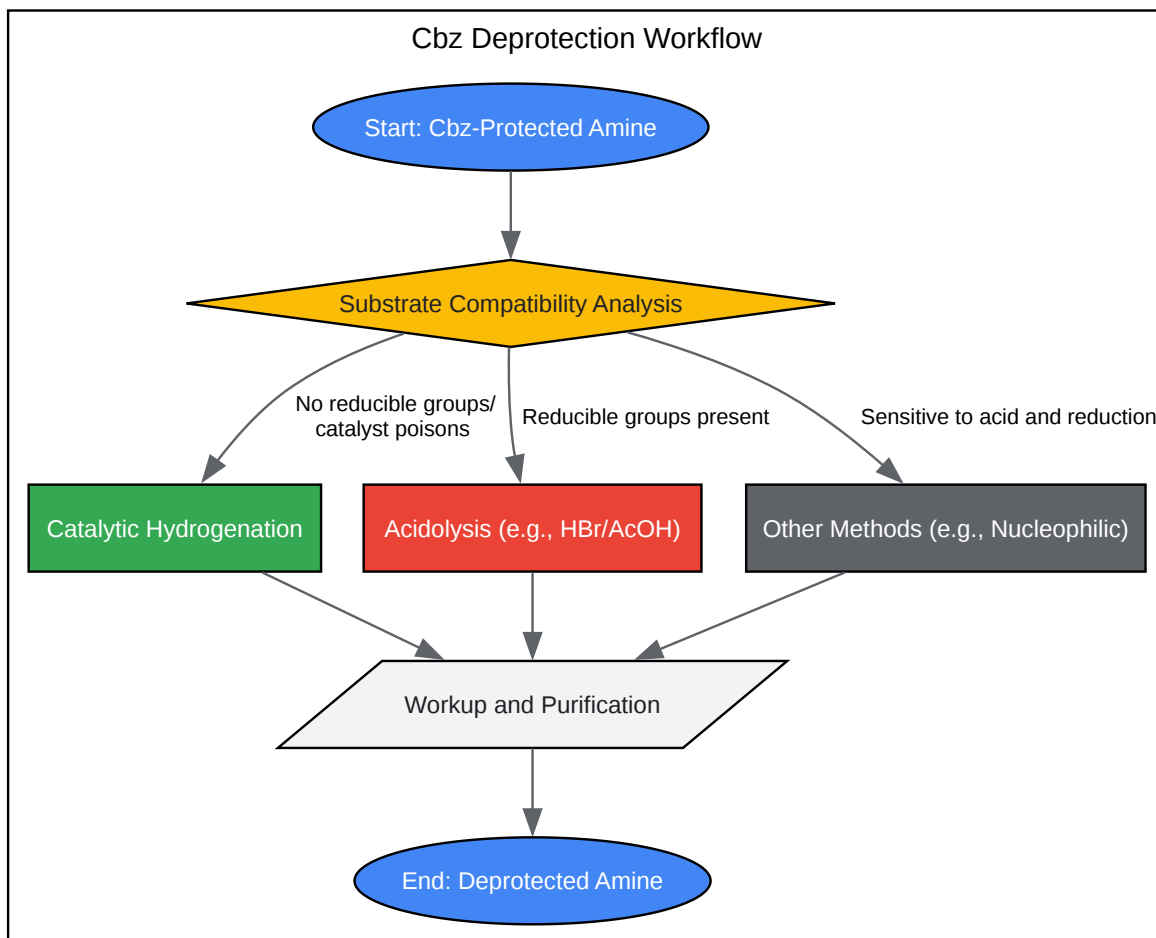 Cbz Deprotection Workflow
Start: Cbz-Protected Amine
Substrate Compatibility Analysis
No reducible groups/
catalyst poisons
Reducible groups present
Sensitive to acid and reduction
Catalytic Hydrogenation
Acidolysis (e.g., HBr/AcOH)
Other Methods (e.g., Nucleophilic)
Workup and Purification
End: Deprotected Amine